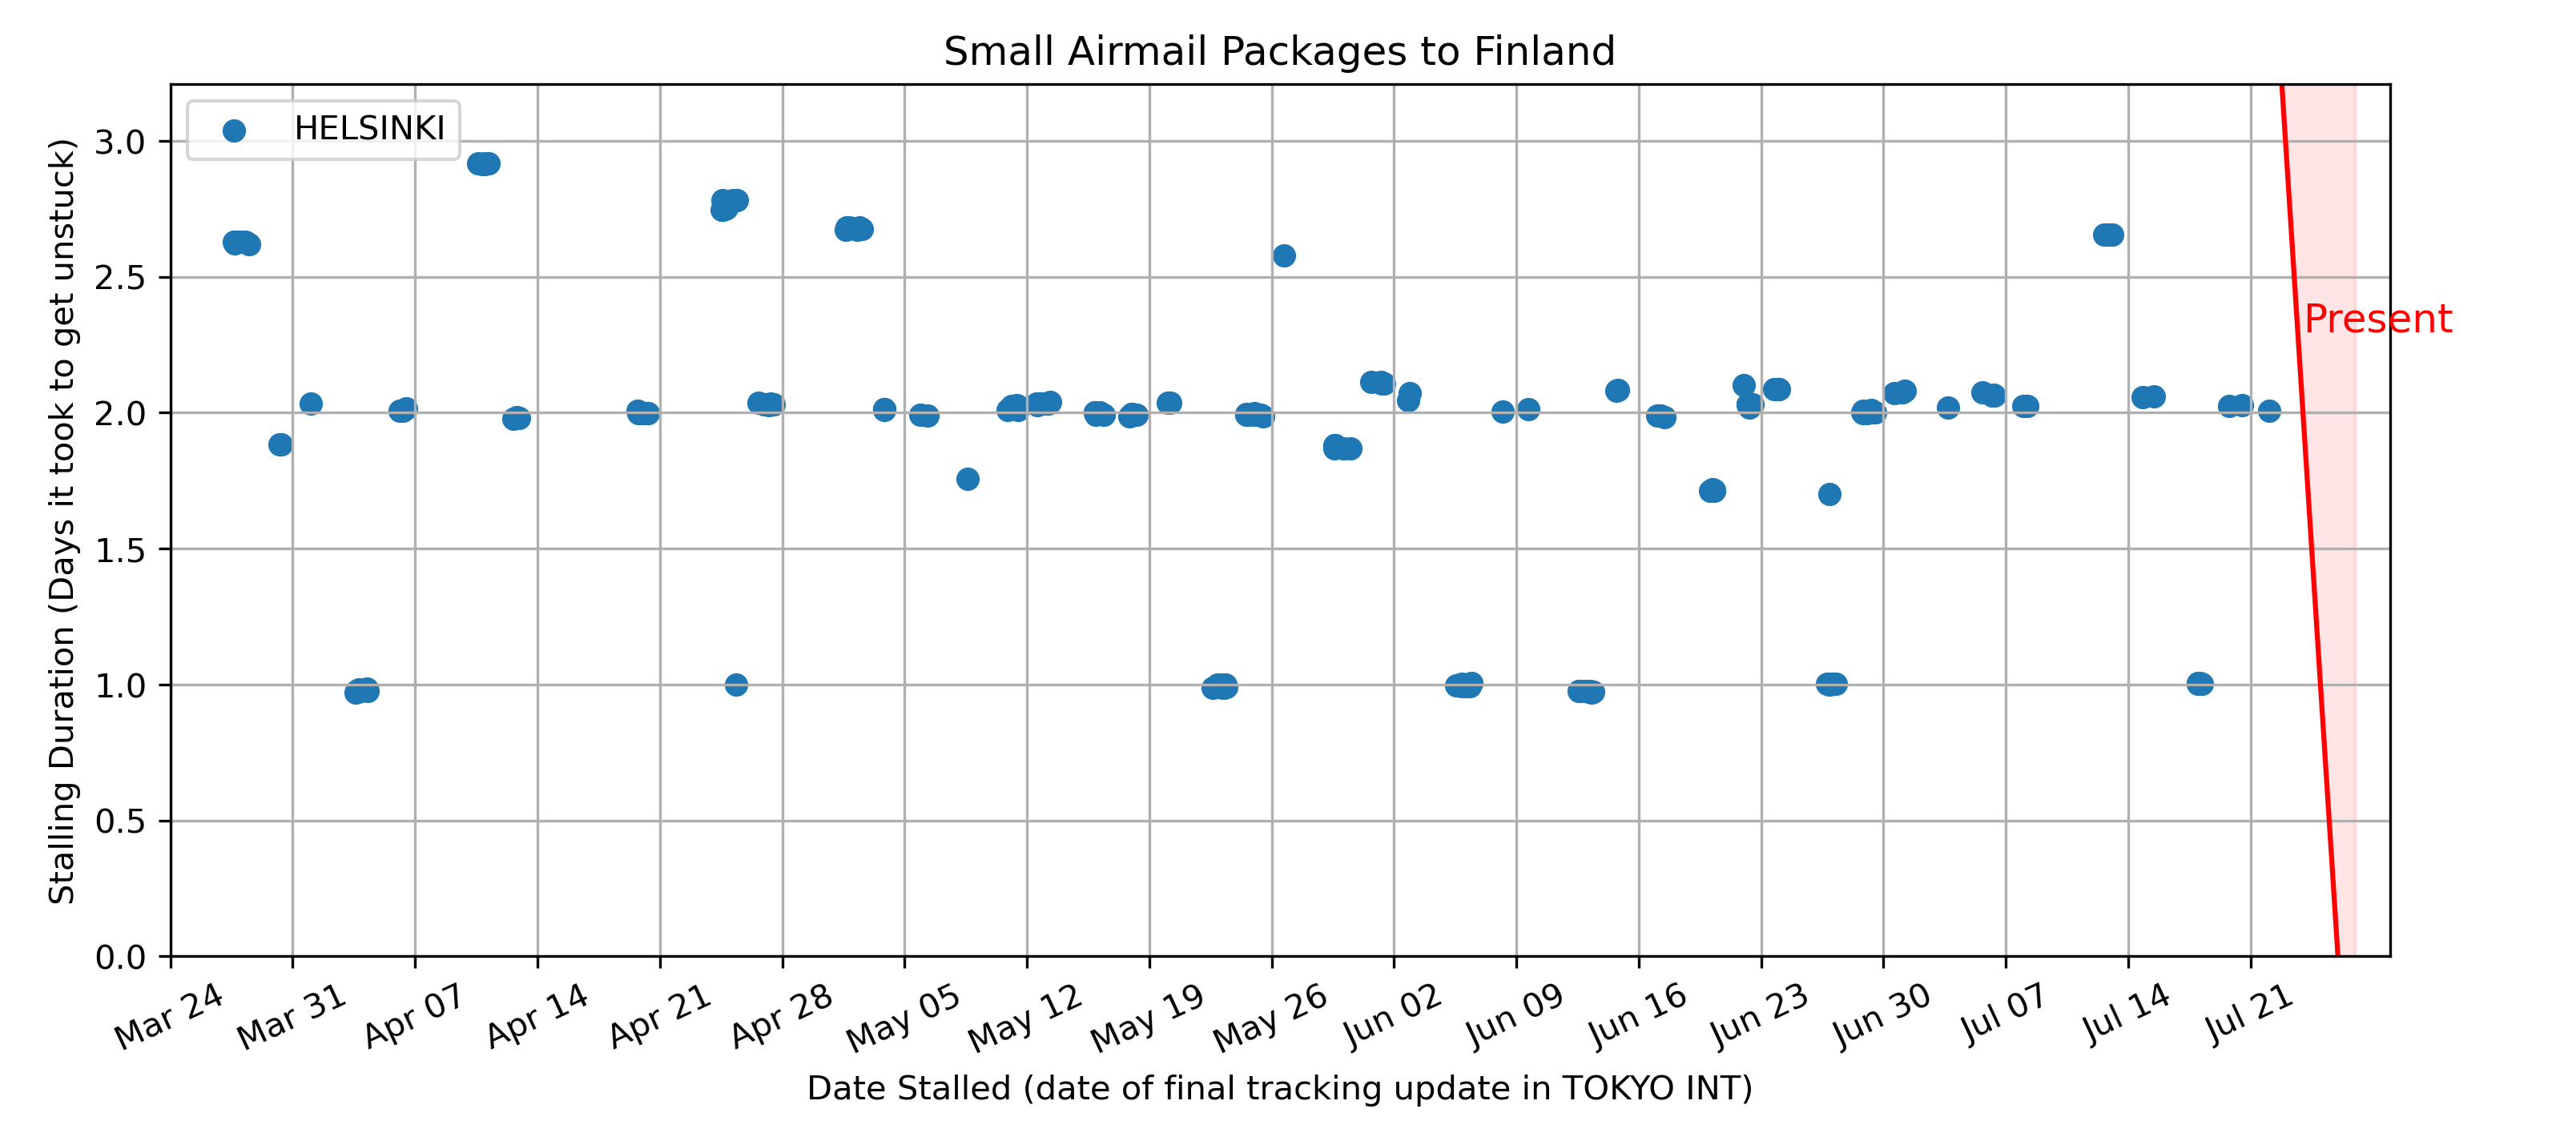 Small Airmail Packages to Finland
HELSINKI
Stalling Duration (Days it took to get unstuck)
3.0
2.5
2.0
1.5
1.0
0.5
0.0
Present
Mar 24
Mar 31
Apr 07
Apr 14
Apr 21
Apr 28
May 05
May 12
May 19
May 26
Jun 02
Jun 09
Jun 16
Jun 23
Jun 30
Jul 07
Jul 14
Jul 21
Date Stalled (date of final tracking update in TOKYO INT)